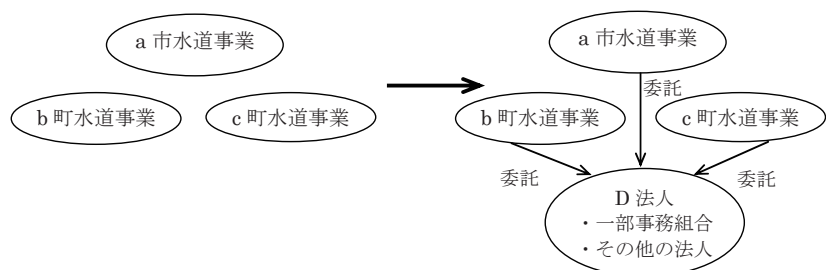 a 市水道事業
b 町水道事業
c 町水道事業
a 市水道事業
委託
b 町水道事業
c 町水道事業
委託
委託
D 法人
・一部事務組合
・その他の法人